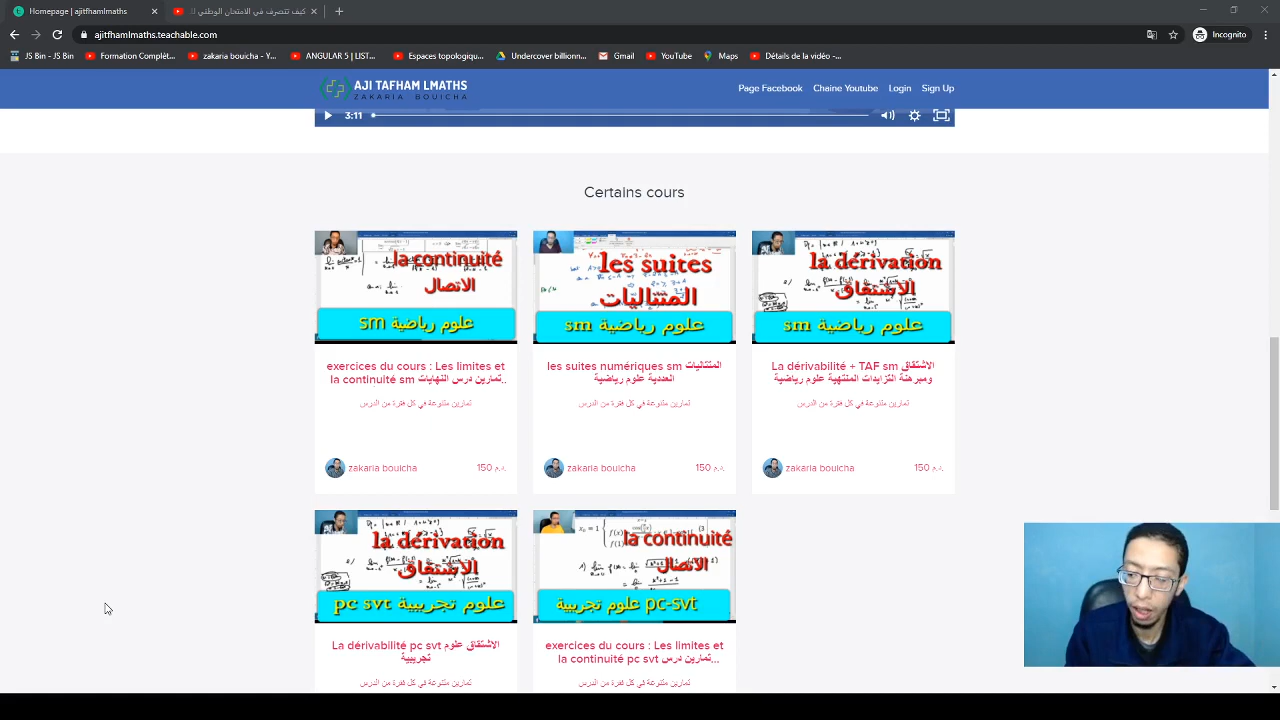 Homepage | ajitfhamlmaths
كيف تتصرف في الامتحان الوطني لل
ajitfhamlmaths.teachable.com
Incognito
JS Bin - JS Bin
Formation Complèt...
zakaria bouicha - Y...
ANGULAR 5 | LIST...
Espaces topologiqu...
Undercover billionn...
Gmail
YouTube
Maps
Détails de la vidéo -...
AJI TAFHAM LMATHS
ZAKARIA BOUICHA
Page Facebook
Chaine Youtube
Login
Sign Up
3:11
Certains cours
la continuité
الاتصال
علوم رياضية sm
exercices du cours : Les limites et
la continuité sm تمارين درس النهايات..
تمارين متنوعة في كل فقرة من الدرس
zakaria bouicha
150 د.م.
les suites
المتتاليات
علوم رياضية sm
les suites numériques sm المتتاليات
العددية علوم رياضية
تمارين متنوعة في كل فقرة من الدرس
zakaria bouicha
150 د.م.
la dérivation
الاشتقاق
علوم رياضية sm
La dérivabilité + TAF sm الاشتقاق
ومبرهنة التزايدات المنتهية علوم رياضية
تمارين متنوعة في كل فقرة من الدرس
zakaria bouicha
150 د.م.
la dérivation
الاشتقاق
علوم تجريبية pc svt
La dérivabilité pc svt الاشتقاق علوم
تجريبية
تمارين متنوعة في كل فقرة من الدرس
la continuité
الاتصال
pc-svt علوم تجريبية
exercices du cours : Les limites et
la continuité pc svt تمارين درس...
تمارين متنوعة في كل فقرة من الدرس